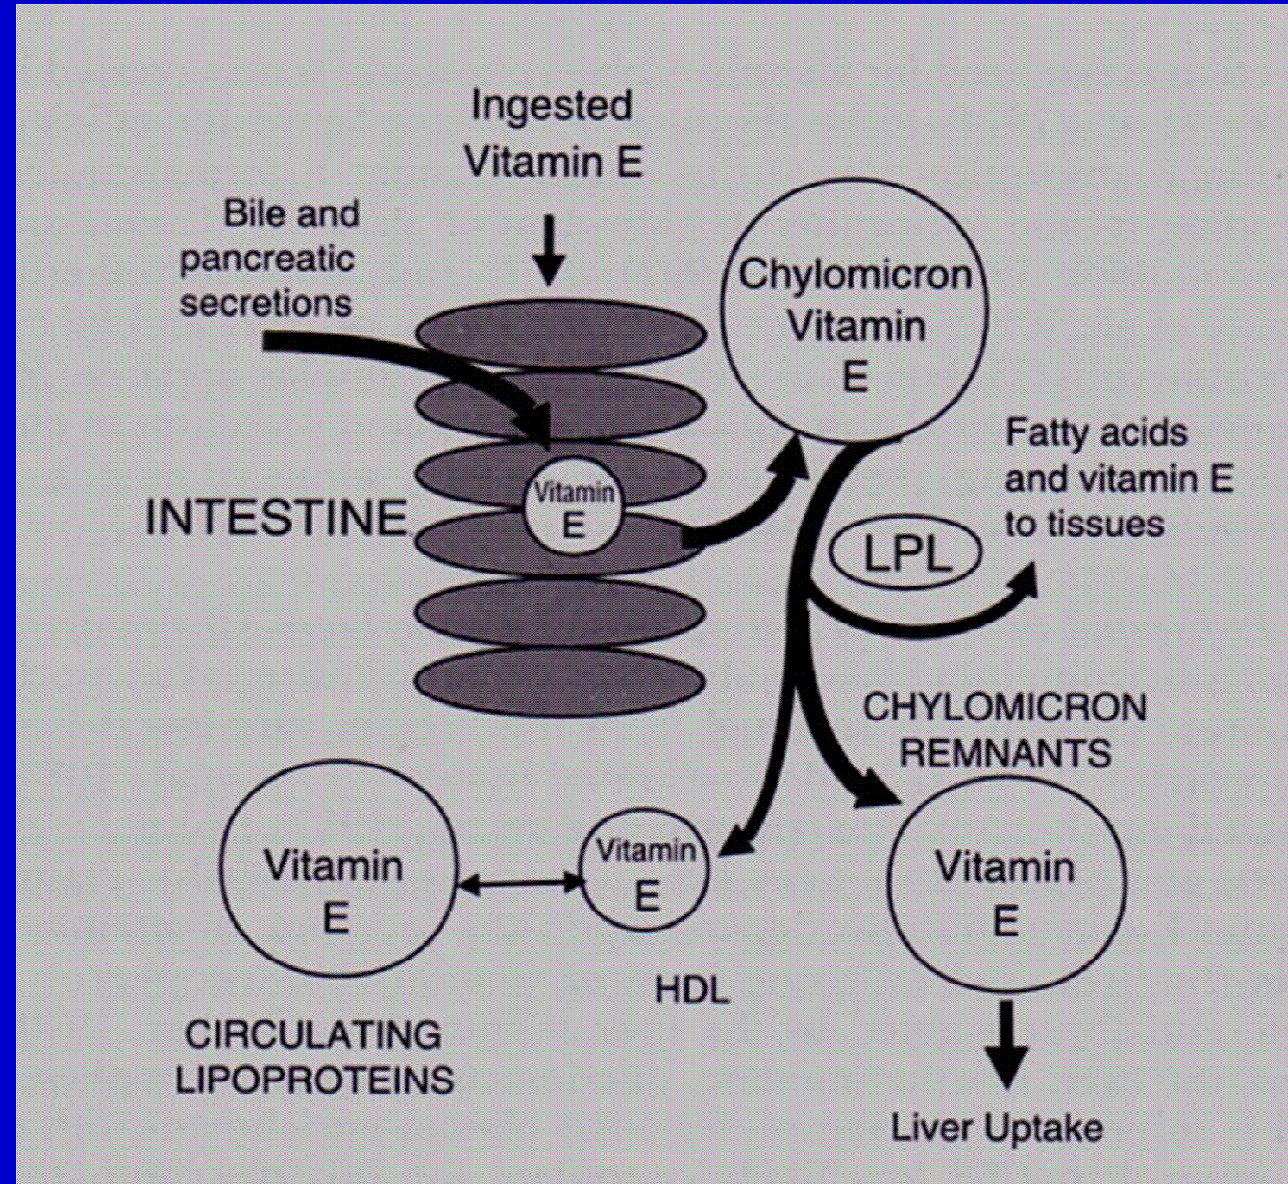 Ingested
Vitamin E
Bile and
pancreatic
secretions
Chylomicron
Vitamin
E
Fatty acids
and vitamin E
to tissues
Vitamin
E
INTESTINE
LPL
CHYLOMICRON
REMNANTS
Vitamin
E
Vitamin
E
Vitamin
E
HDL
CIRCULATING
LIPOPROTEINS
Liver Uptake